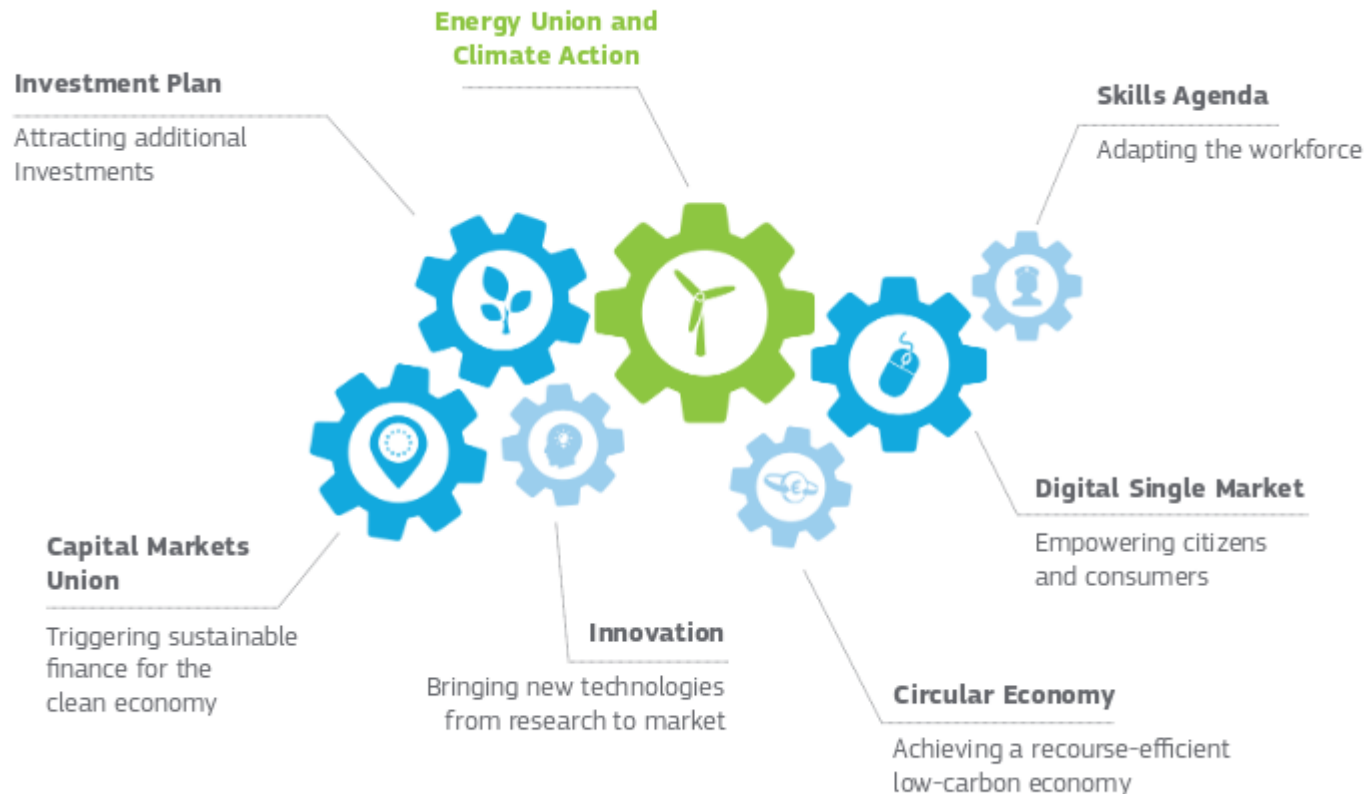 Energy Union and
Climate Action
Investment Plan
Attracting additional
Investments
Skills Agenda
Adapting the workforce
Capital Markets
Union
Triggering sustainable
finance for the
clean economy
Innovation
Bringing new technologies
from research to market
Digital Single Market
Empowering citizens
and consumers
Circular Economy
Achieving a recourse-efficient
low-carbon economy
€